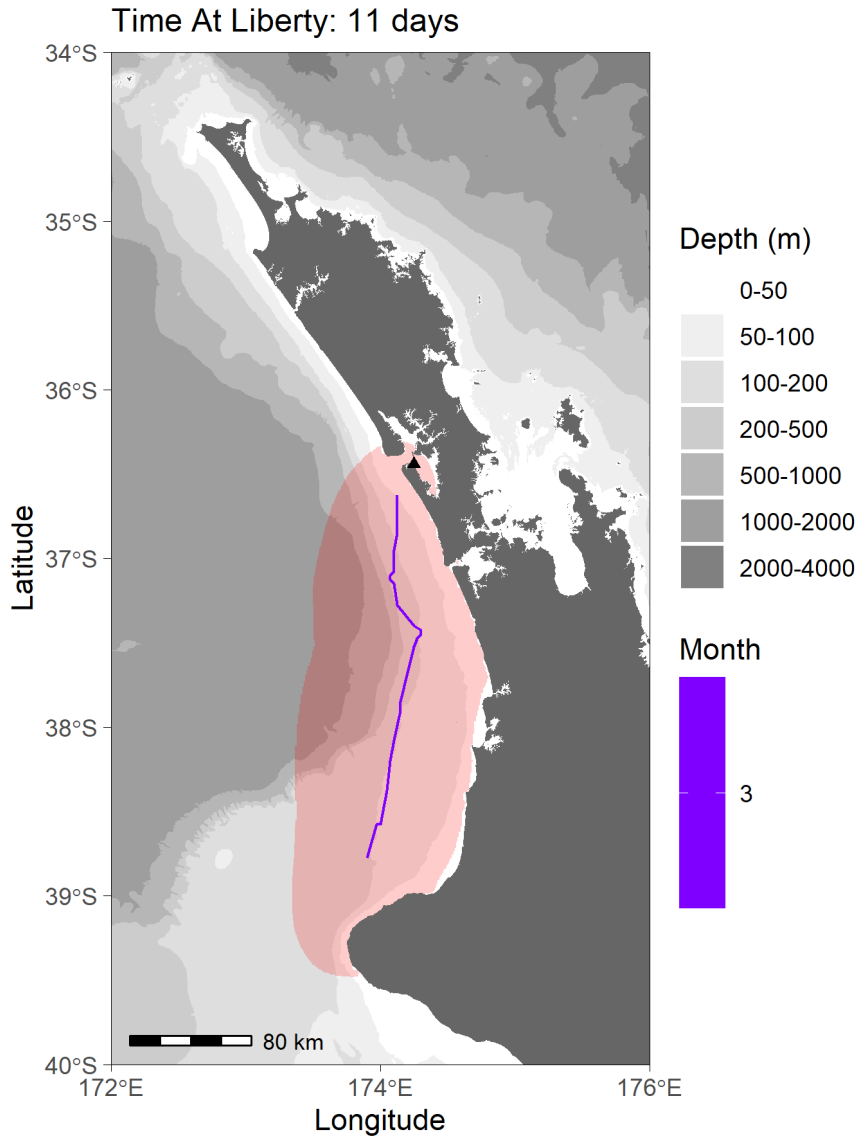 Time At Liberty: 11 days
34°S
35°S
36°S
37°S
38°S
39°S
40°S
Latitude
80 km
172°E
174°E
176°E
Longitude
Depth (m)
0-50
50-100
100-200
200-500
500-1000
1000-2000
2000-4000
Month
3